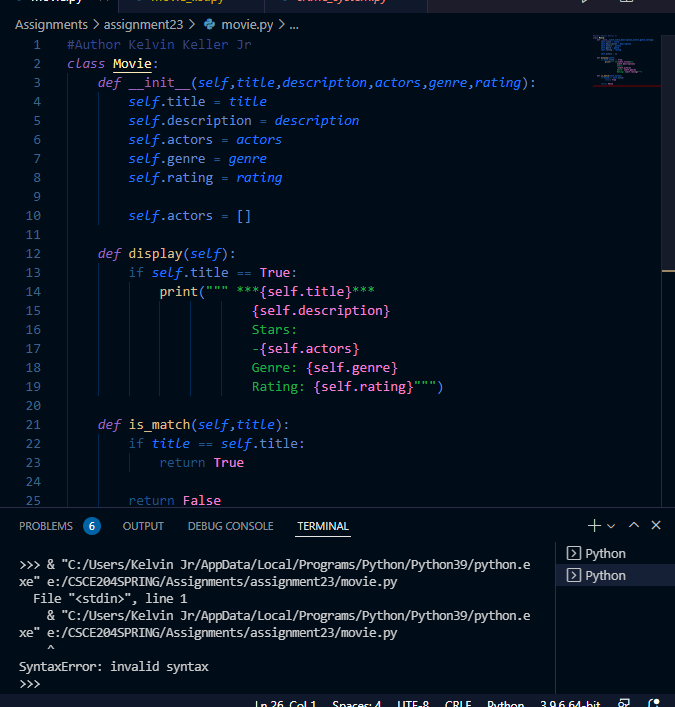 crime_system.py
Assignments > assignment23 > movie.py > ...
1 #Author Kelvin Keller Jr
2 class Movie:
3 def __init__(self,title,description,actors,genre,rating):
4 self.title = title
5 self.description = description
6 self.actors = actors
7 self.genre = genre
8 self.rating = rating
9
10 self.actors = []
11
12 def display(self):
13 if self.title == True:
14 print(""" ***{self.title}***
15 {self.description}
16 Stars:
17 -{self.actors}
18 Genre: {self.genre}
19 Rating: {self.rating}""")
20
21 def is_match(self,title):
22 if title == self.title:
23 return True
24
25 return False
PROBLEMS 6 OUTPUT DEBUG CONSOLE TERMINAL
>>> & "C:/Users/Kelvin Jr/AppData/Local/Programs/Python/Python39/python.e
xe" e:/CSCE204SPRING/Assignments/assignment23/movie.py
File "<stdin>", line 1
& "C:/Users/Kelvin Jr/AppData/Local/Programs/Python/Python39/python.e
xe" e:/CSCE204SPRING/Assignments/assignment23/movie.py
^
SyntaxError: invalid syntax
>>>
Python
Python
Ln 26, Col 1 Spaces: 4 UTF-8 CRLF Python 3.9.6 64-bit